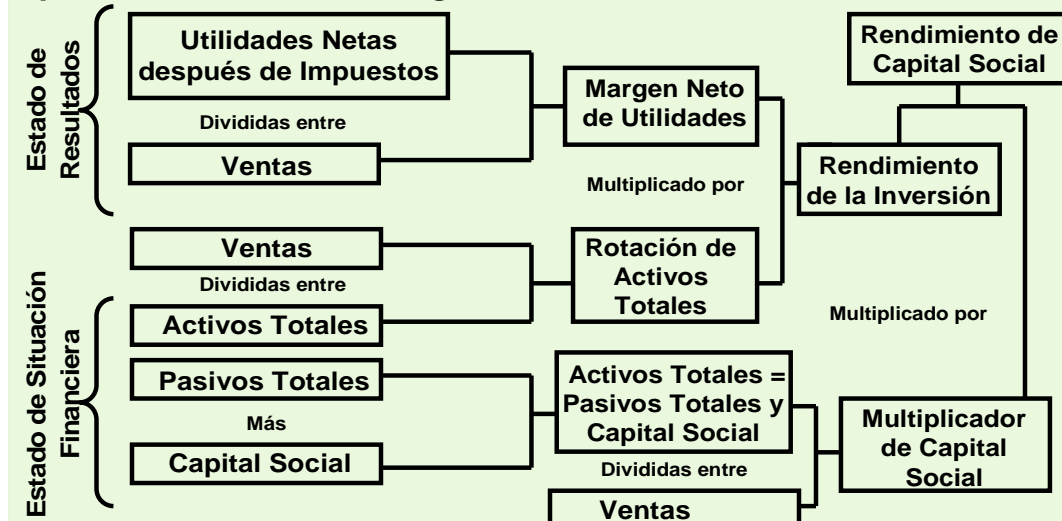 Estado de
Resultados
Utilidades Netas
después de Impuestos
Divididas entre
Ventas
Margen Neto
de Utilidades
Multiplicado por
Rendimiento de
Capital Social
Rendimiento
de la Inversión
Ventas
Divididas entre
Activos Totales
Rotación de
Activos
Totales
Multiplicado por
Estado de Situación
Financiera
Pasivos Totales
Más
Capital Social
Activos Totales =
Pasivos Totales y
Capital Social
Divididas entre
Ventas
Multiplicador
de Capital
Social